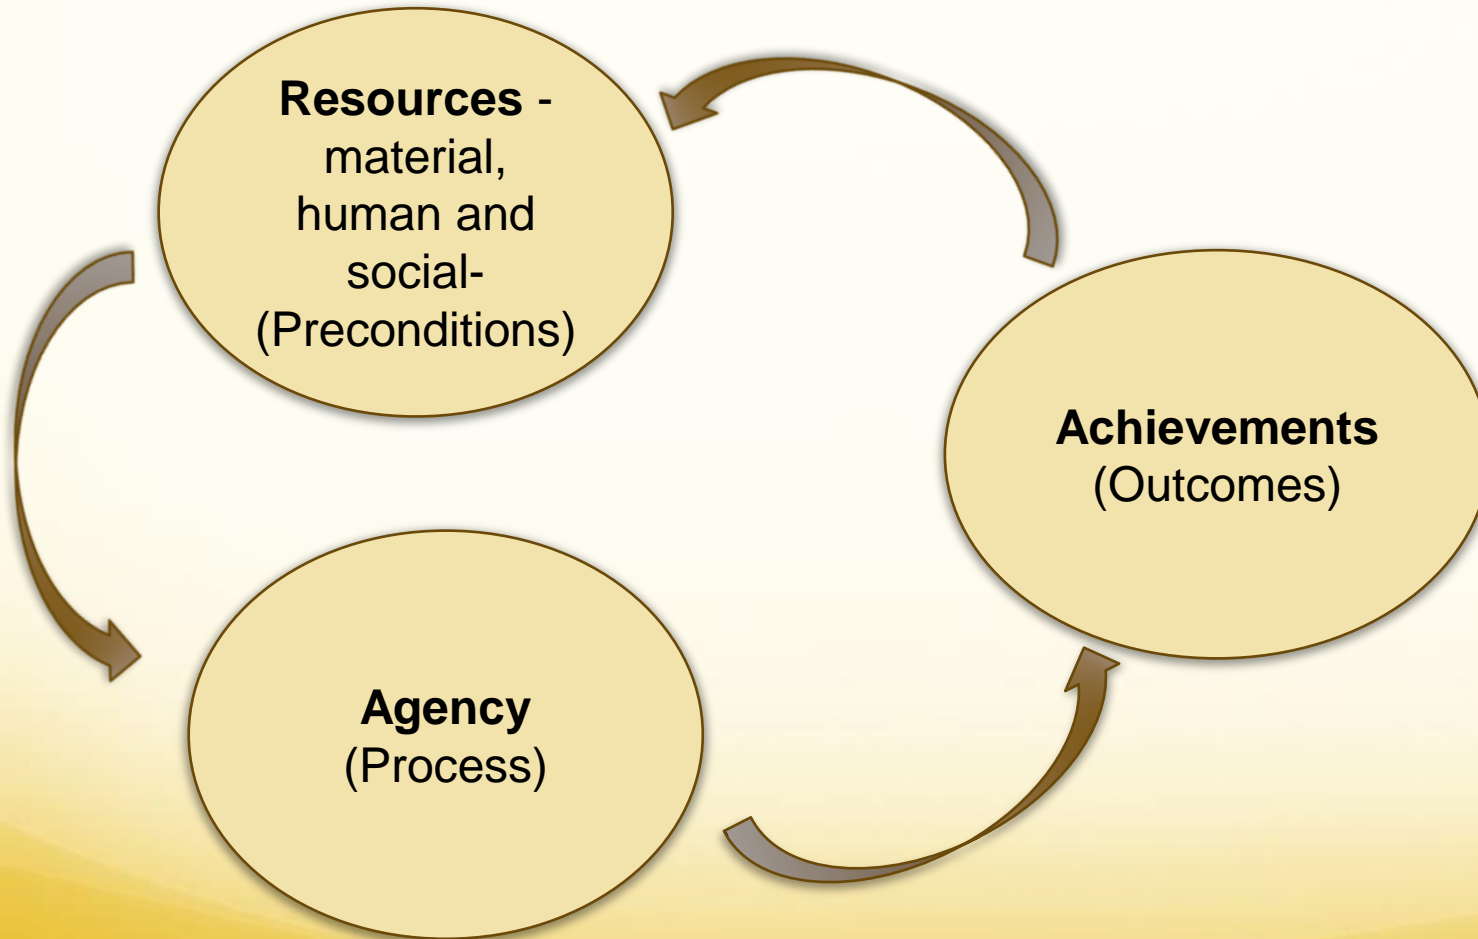 Resources -
material,
human and
social-
(Preconditions)
Achievements
(Outcomes)
Agency
(Process)